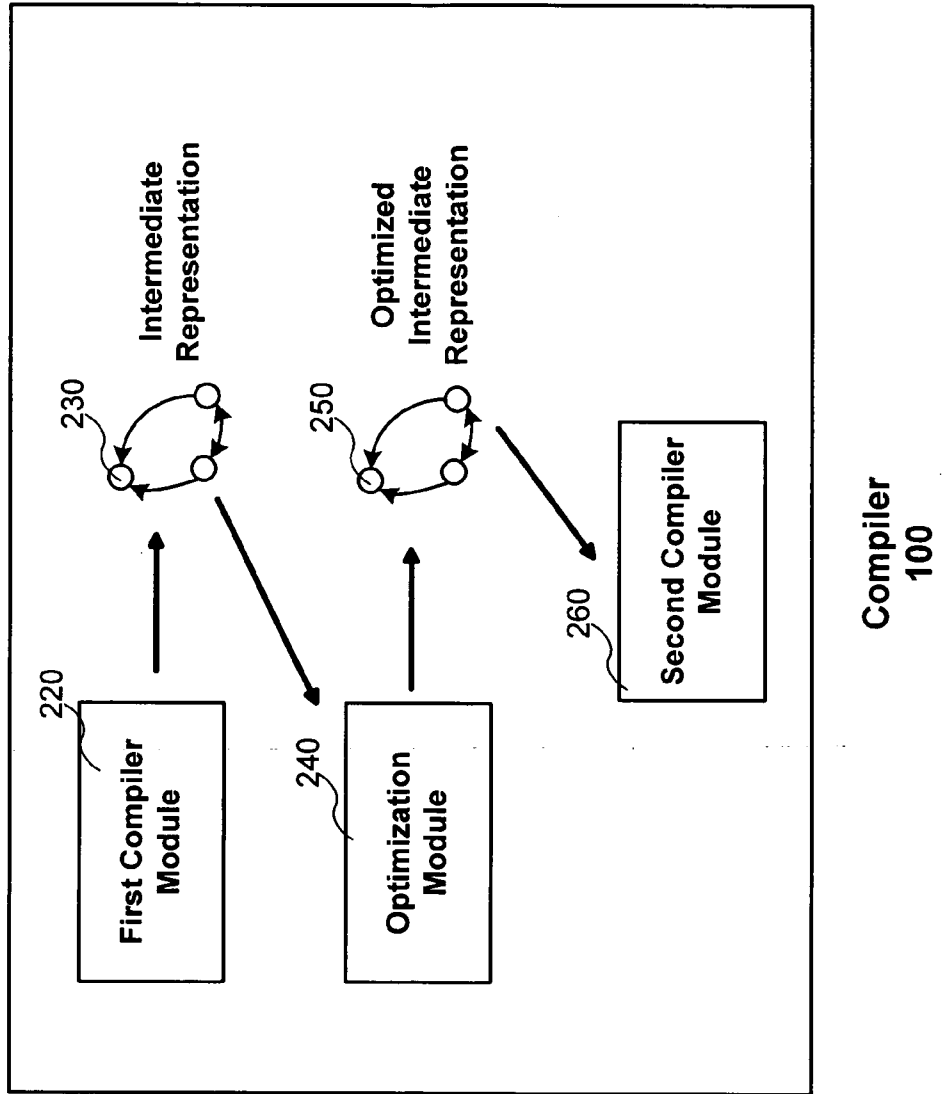 220
First Compiler
Module
230
Intermediate
Representation
240
Optimization
Module
250
Optimized
Intermediate
Representation
260
Second Compiler
Module
Compiler
100